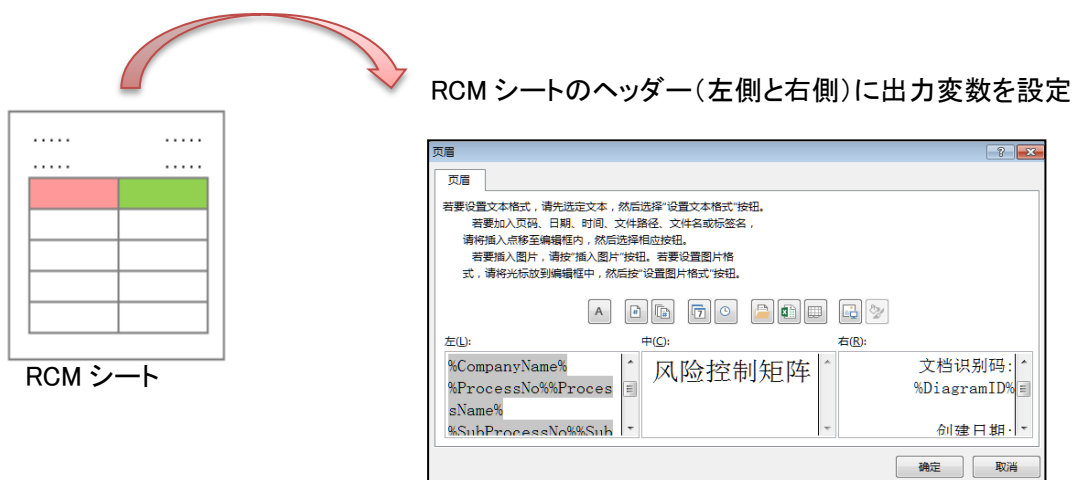 RCM シートのヘッダー（左側と右側）に出力変数を設定
.....　.....
.....　.....
RCM シート
页眉
页眉
若要设置文本格式，请先选定文本，然后选择“设置文本格式”按钮。
若要加入页码、日期、时间、文件路径、文件名或标签名，
请将插入点移至编辑框内，然后选择相应按钮。
若要插入图片，请按“插入图片”按钮。若要设置图片格
式，请将光标放到编辑框中，然后按“设置图片格式”按钮。
左(L):　中(C):　右(R):
%CompanyName%
%ProcessNo%%Proces
sName%
%SubProcessNo%%Sub
风险控制矩阵
文档识别码:
%DiagramID%
创建日期:
确定　取消